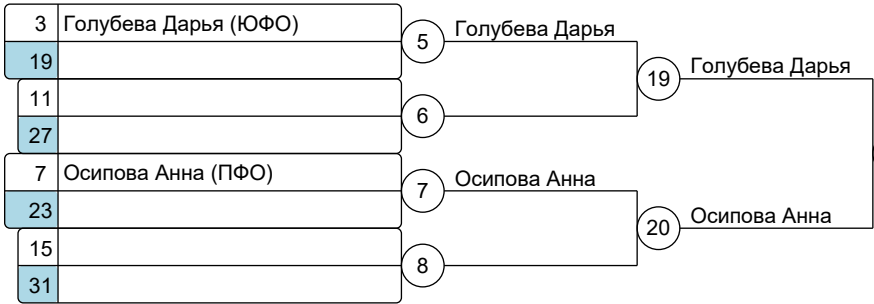 3 Голубева Дарья (ЮФО)
19
5 Голубева Дарья
11
27
6
19 Голубева Дарья
7 Осипова Анна (ПФО)
23
7 Осипова Анна
15
31
8
20 Осипова Анна